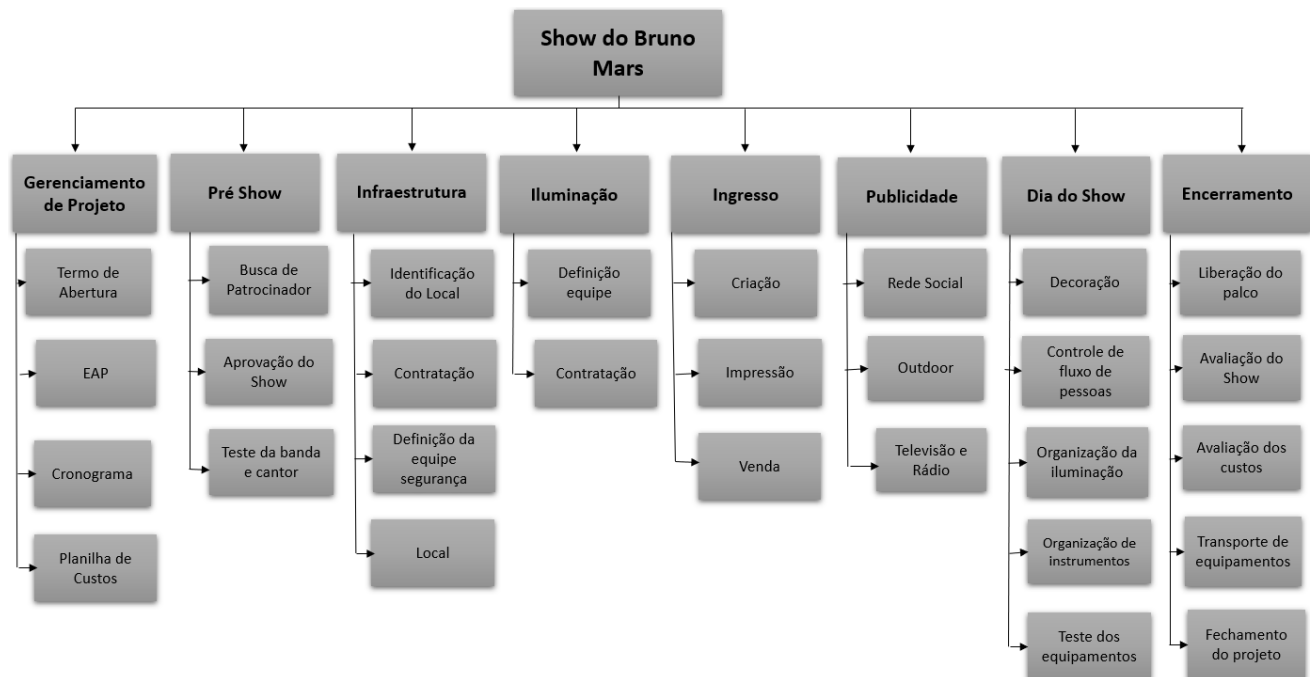 Show do Bruno
Mars
Gerenciamento
de Projeto
Pré Show
Infraestrutura
Iluminação
Ingresso
Publicidade
Dia do Show
Encerramento
Termo de
Abertura
EAP
Cronograma
Planilha de
Custos
Busca de
Patrocinador
Aprovação do
Show
Teste da banda
e cantor
Identificação
do Local
Contratação
Definição da
equipe
segurança
Local
Definição
equipe
Contratação
Criação
Impressão
Venda
Rede Social
Outdoor
Televisão e
Rádio
Decoração
Controle de
fluxo de
pessoas
Organização da
iluminação
Organização de
instrumentos
Teste dos
equipamentos
Liberação do
palco
Avaliação do
Show
Avaliação dos
custos
Transporte de
equipamentos
Fechamento
do projeto